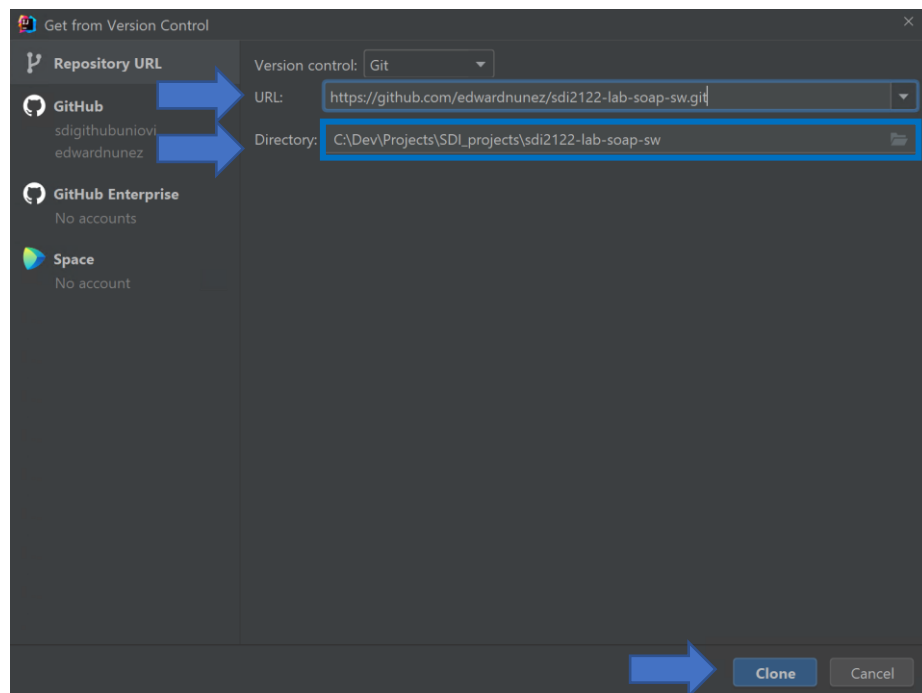 Get from Version Control
Repository URL
Version control: Git
URL: https://github.com/edwardnunez/sdi2122-lab-soap-sw.git
GitHub
sdigithubuniovi
edwardnunez
Directory: C:\Dev\Projects\SDI_projects\sdi2122-lab-soap-sw
GitHub Enterprise
No accounts
Space
No account
Clone
Cancel